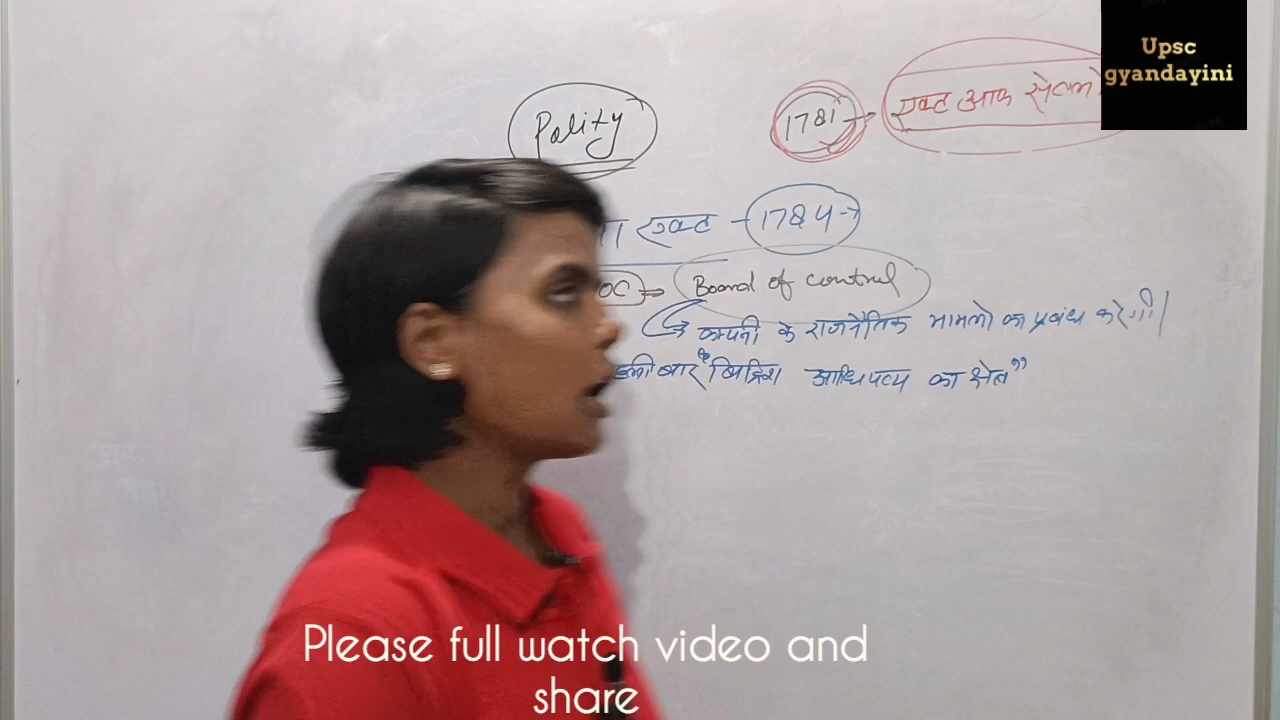 Upsc
gyandayini
Polity
1781 → एक्ट आफ
एक्ट - 1784 →
OC → Board of control
→ कम्पनी के राजनैतिक मामलो का प्रबंध करेगी।
बार "ब्रिटिश आधिपत्य का क्षेत्र"
Please full watch video and
share